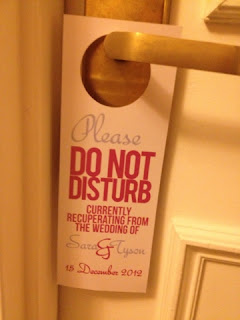 Please
DO NOT
DISTURB
CURRENTLY
RECUPERATING FROM
THE WEDDING OF
Sara & Tyson
15 December 2012